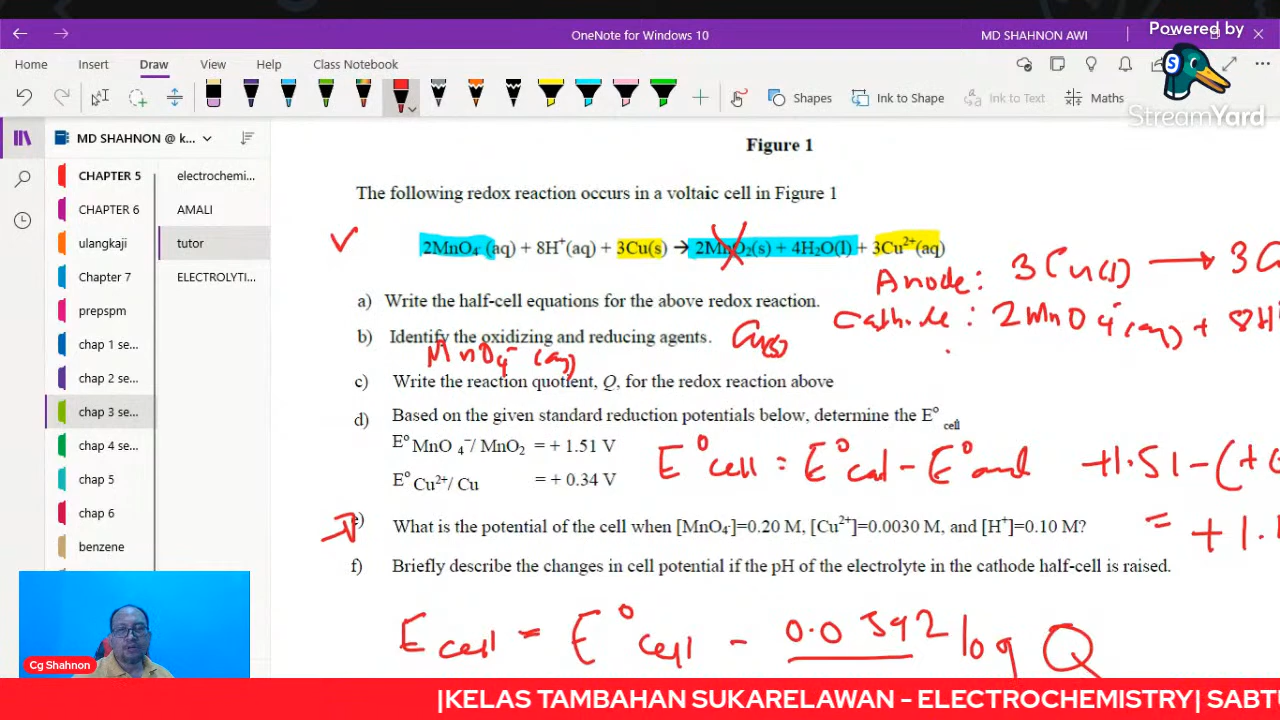 OneNote for Windows 10
MD SHAHNON AWI
Powered by
StreamYard
Home Insert Draw View Help Class Notebook
Shapes Ink to Shape Ink to Text Maths
MD SHAHNON @ k...
CHAPTER 5
CHAPTER 6
ulangkaji
Chapter 7
prepspm
chap 1 se...
chap 2 se...
chap 3 se...
chap 4 se...
chap 5
chap 6
benzene
electrochemi...
AMALI
tutor
ELECTROLYTI...
Figure 1
The following redox reaction occurs in a voltaic cell in Figure 1
2MnO₄⁻(aq) + 8H⁺(aq) + 3Cu(s) → 2MnO₂(s) + 4H₂O(l) + 3Cu²⁺(aq)
Anode: 3Cu(s) → 3C
Cathode: 2MnO₄⁻(aq) + 8H
a) Write the half-cell equations for the above redox reaction.
b) Identify the oxidizing and reducing agents. Cu(s)
MnO₄⁻(aq)
c) Write the reaction quotient, Q, for the redox reaction above
d) Based on the given standard reduction potentials below, determine the E° cell
E° MnO ₄⁻/ MnO₂ = + 1.51 V
E° Cu²⁺/ Cu = + 0.34 V
E°cell = E°cat - E°anod +1.51 - (+0
= +1.1
e) What is the potential of the cell when [MnO₄-]=0.20 M, [Cu²⁺]=0.0030 M, and [H⁺]=0.10 M?
f) Briefly describe the changes in cell potential if the pH of the electrolyte in the cathode half-cell is raised.
Ecell = E°cell - 0.0592 log Q
Cg Shahnon
|KELAS TAMBAHAN SUKARELAWAN - ELECTROCHEMISTRY| SABT